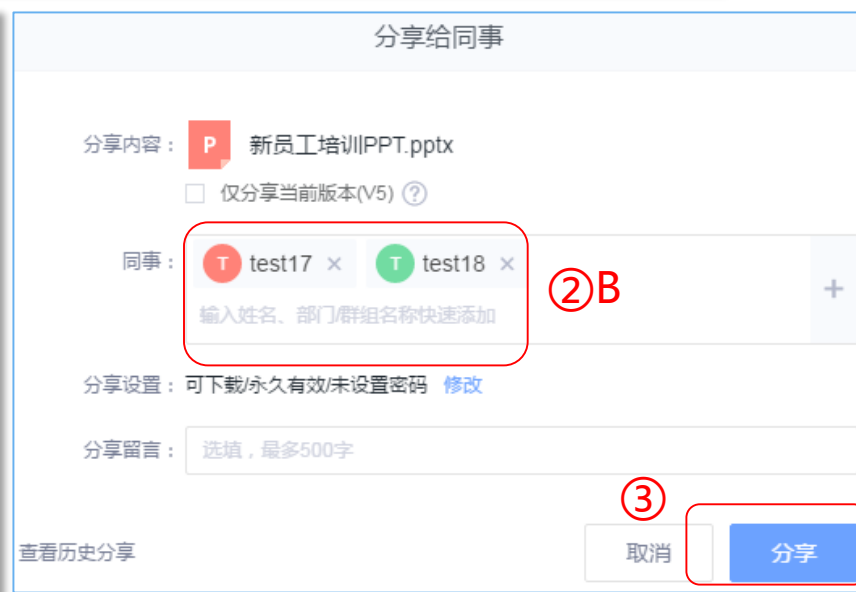 分享给同事
分享内容： P 新员工培训PPT.pptx
仅分享当前版本(V5) ?
同事： T test17 × T test18 × ②B +
输入姓名、部门/群组名称快速添加
分享设置：可下载/永久有效/未设置密码 修改
分享留言： 选填，最多500字
③
查看历史分享 取消 分享